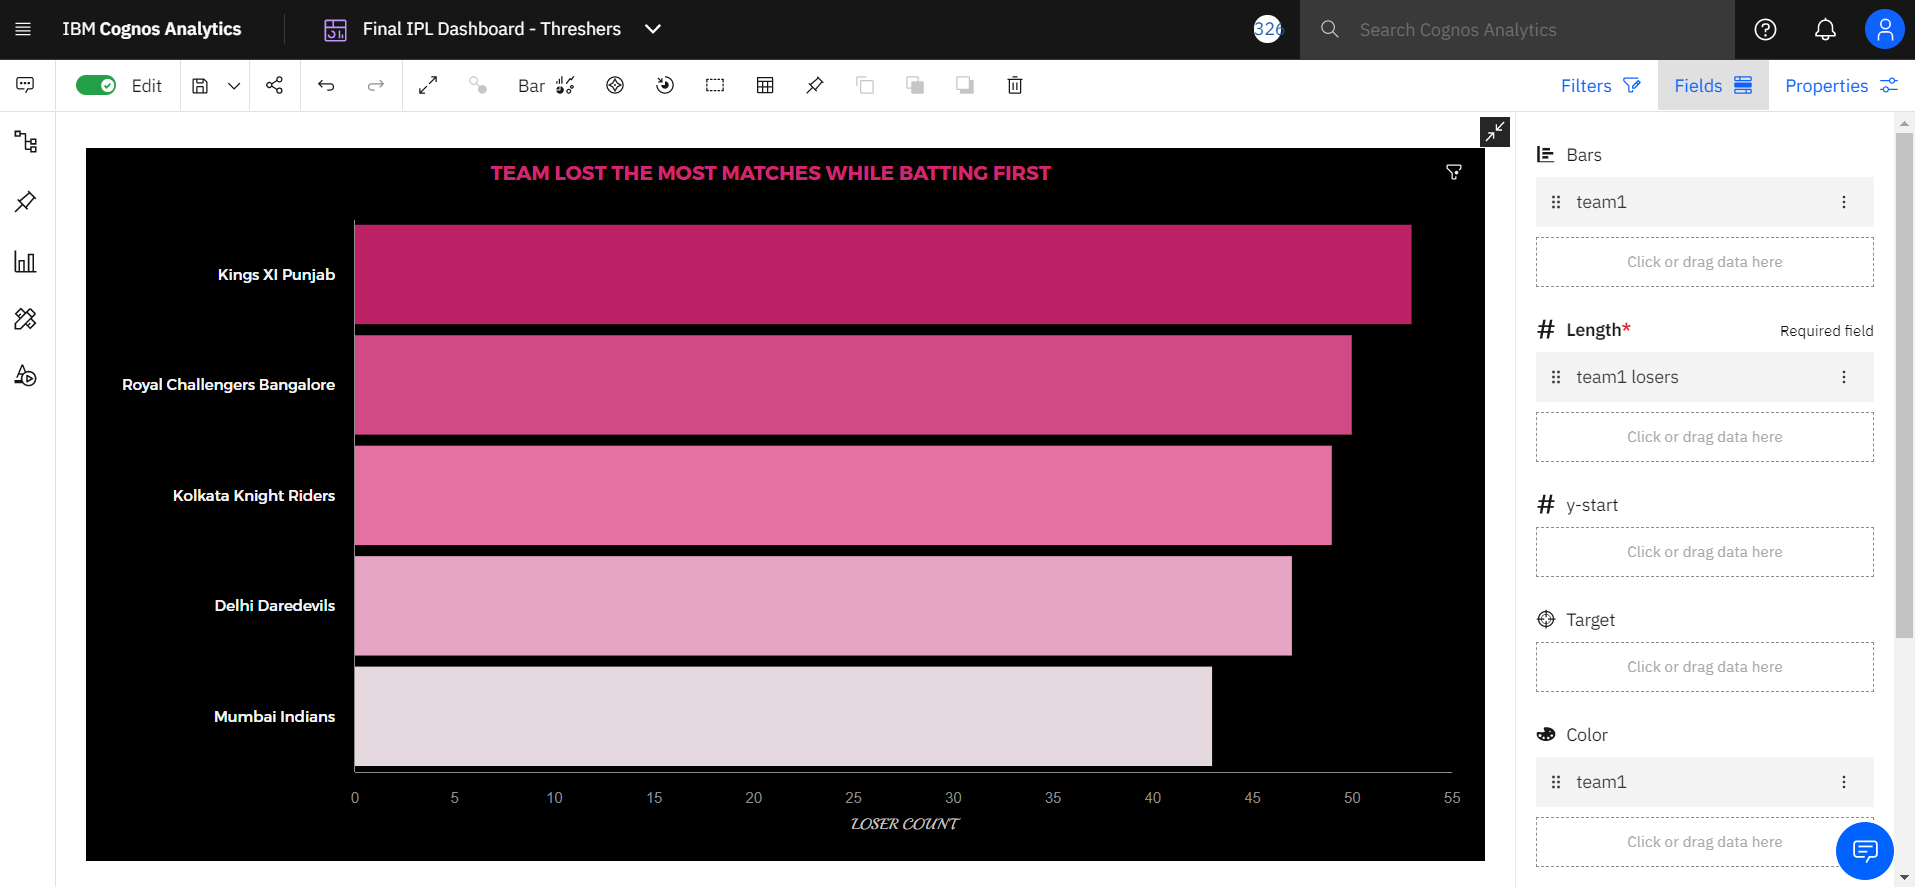 IBM Cognos Analytics
Final IPL Dashboard - Threshers
326
Search Cognos Analytics
Edit
Bar
Filters
Fields
Properties
TEAM LOST THE MOST MATCHES WHILE BATTING FIRST
Kings XI Punjab
Royal Challengers Bangalore
Kolkata Knight Riders
Delhi Daredevils
Mumbai Indians
0 5 10 15 20 25 30 35 40 45 50 55
LOSER COUNT
Bars
team1
Click or drag data here
Length* Required field
team1 losers
Click or drag data here
y-start
Click or drag data here
Target
Click or drag data here
Color
team1
Click or drag data here